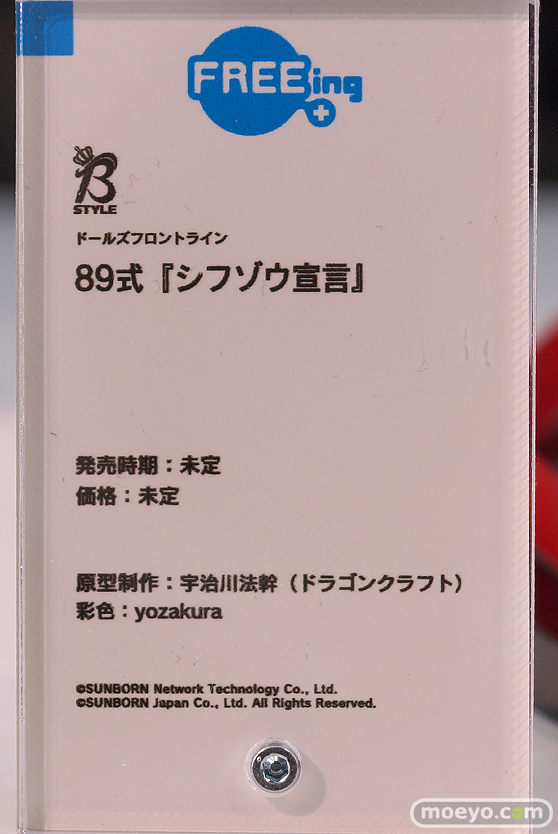 FREEing
B
STYLE
ドールズフロントライン
89式『シフゾウ宣言』
発売時期：未定
価格：未定
原型制作：宇治川法幹（ドラゴンクラフト）
彩色：yozakura
©SUNBORN Network Technology Co., Ltd.
©SUNBORN Japan Co., Ltd. All Rights Reserved.
moeyo.com